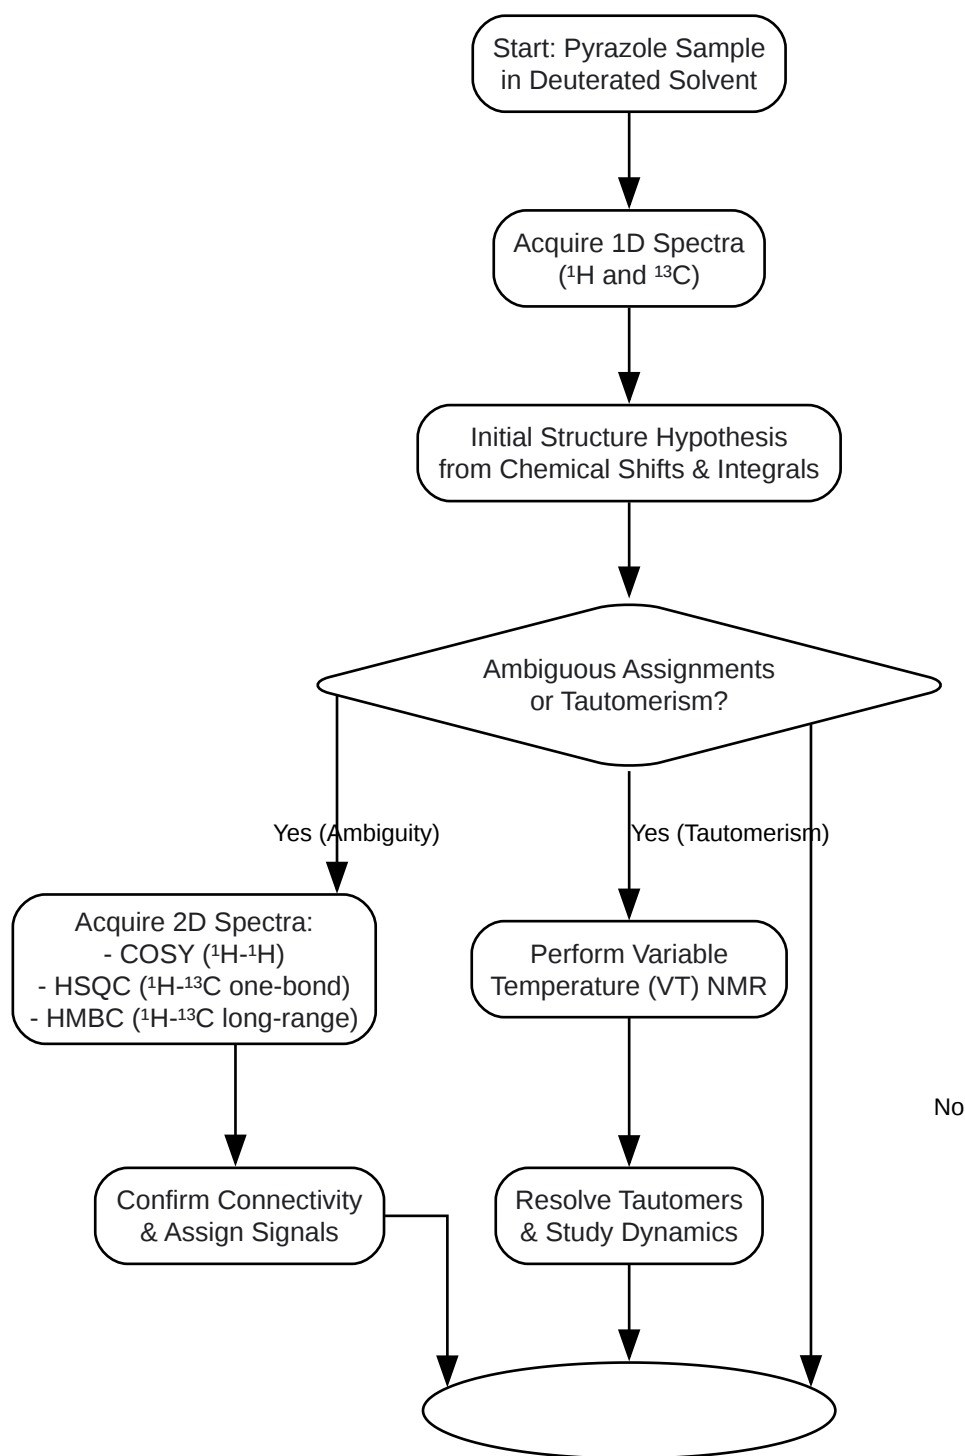 Start: Pyrazole Sample
in Deuterated Solvent
Acquire 1D Spectra
(¹H and ¹³C)
Initial Structure Hypothesis
from Chemical Shifts & Integrals
Ambiguous Assignments
or Tautomerism?
Yes (Ambiguity)
Yes (Tautomerism)
Acquire 2D Spectra:
- COSY (¹H-¹H)
- HSQC (¹H-¹³C one-bond)
- HMBC (¹H-¹³C long-range)
Perform Variable
Temperature (VT) NMR
No
Confirm Connectivity
& Assign Signals
Resolve Tautomers
& Study Dynamics